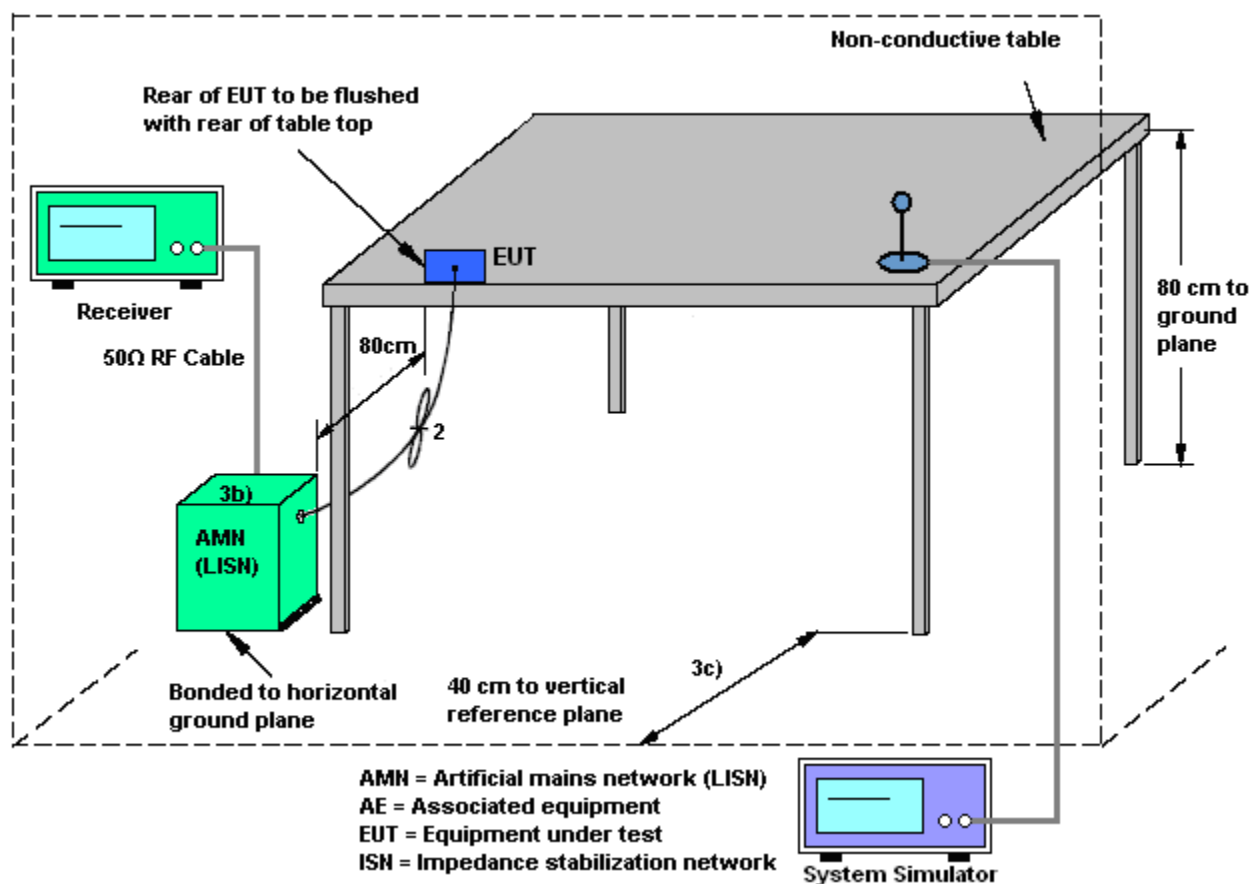 Non-conductive table
Rear of EUT to be flushed
with rear of table top
EUT
Receiver
80 cm to
ground
plane
50Ω RF Cable
80cm
2
3b)
AMN
(LISN)
3c)
Bonded to horizontal
ground plane
40 cm to vertical
reference plane
AMN = Artificial mains network (LISN)
AE = Associated equipment
EUT = Equipment under test
ISN = Impedance stabilization network
System Simulator